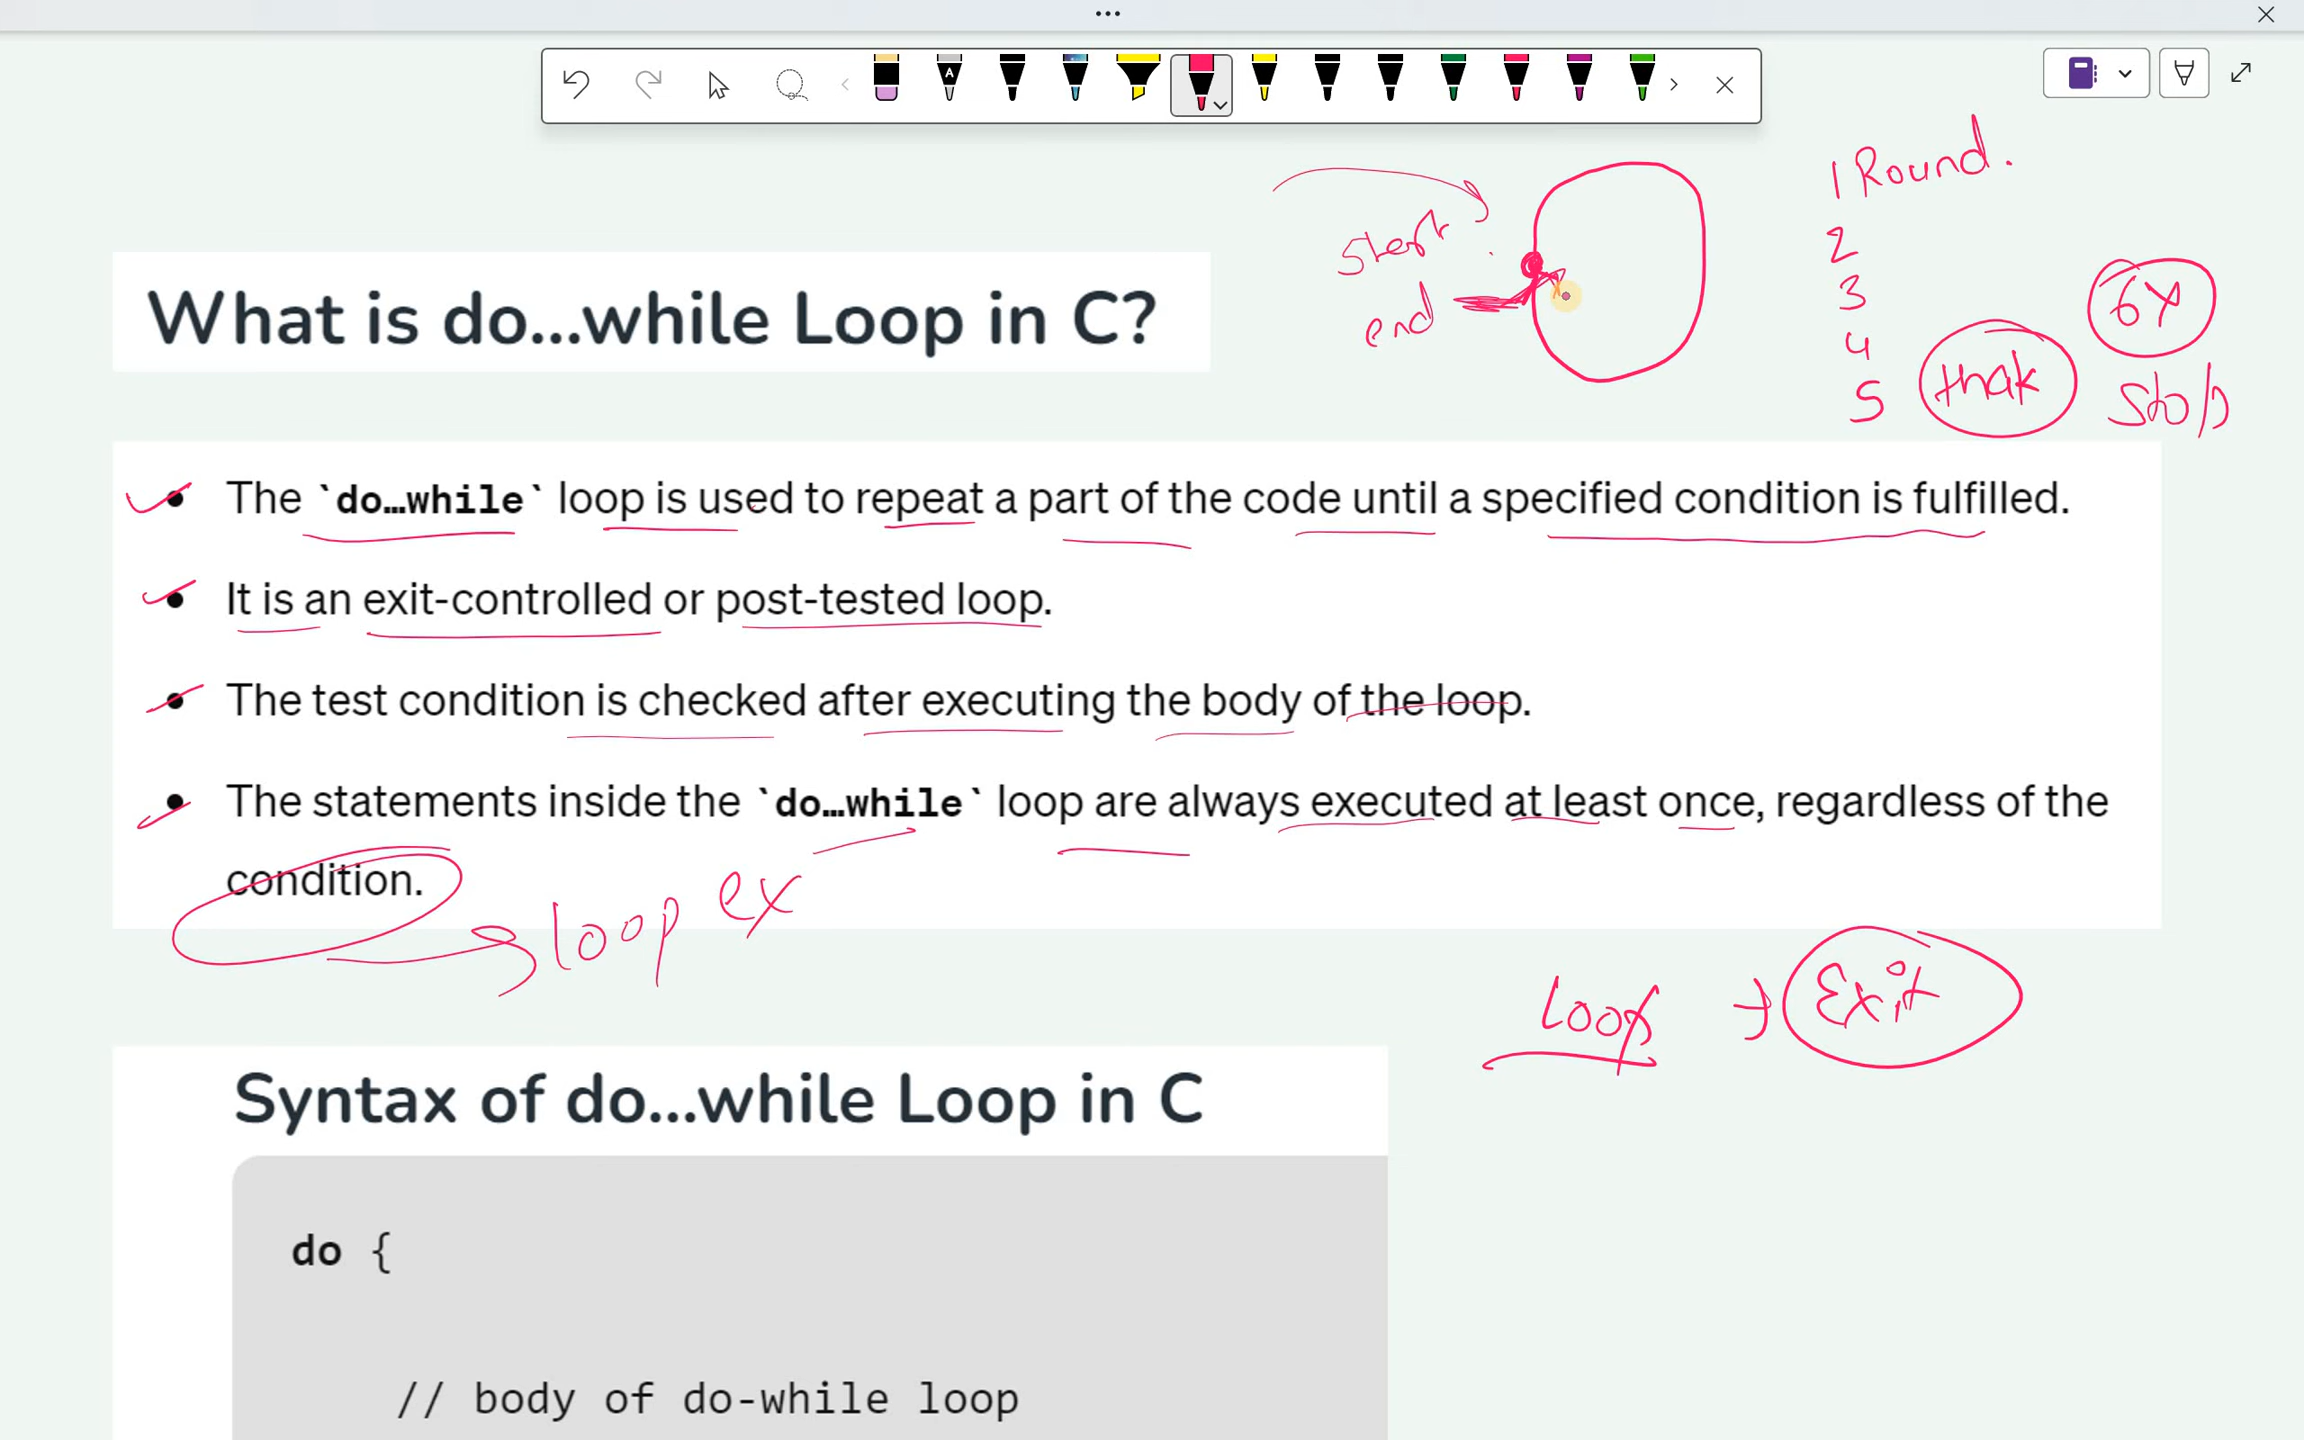 1 Round.
2
3
4
5 thak
6x
Stop
Start
end
What is do...while Loop in C?
• The `do…while` loop is used to repeat a part of the code until a specified condition is fulfilled.
• It is an exit-controlled or post-tested loop.
• The test condition is checked after executing the body of the loop.
• The statements inside the `do…while` loop are always executed at least once, regardless of the
condition.
loop ex
Loop → Exit
Syntax of do...while Loop in C
do {
// body of do-while loop